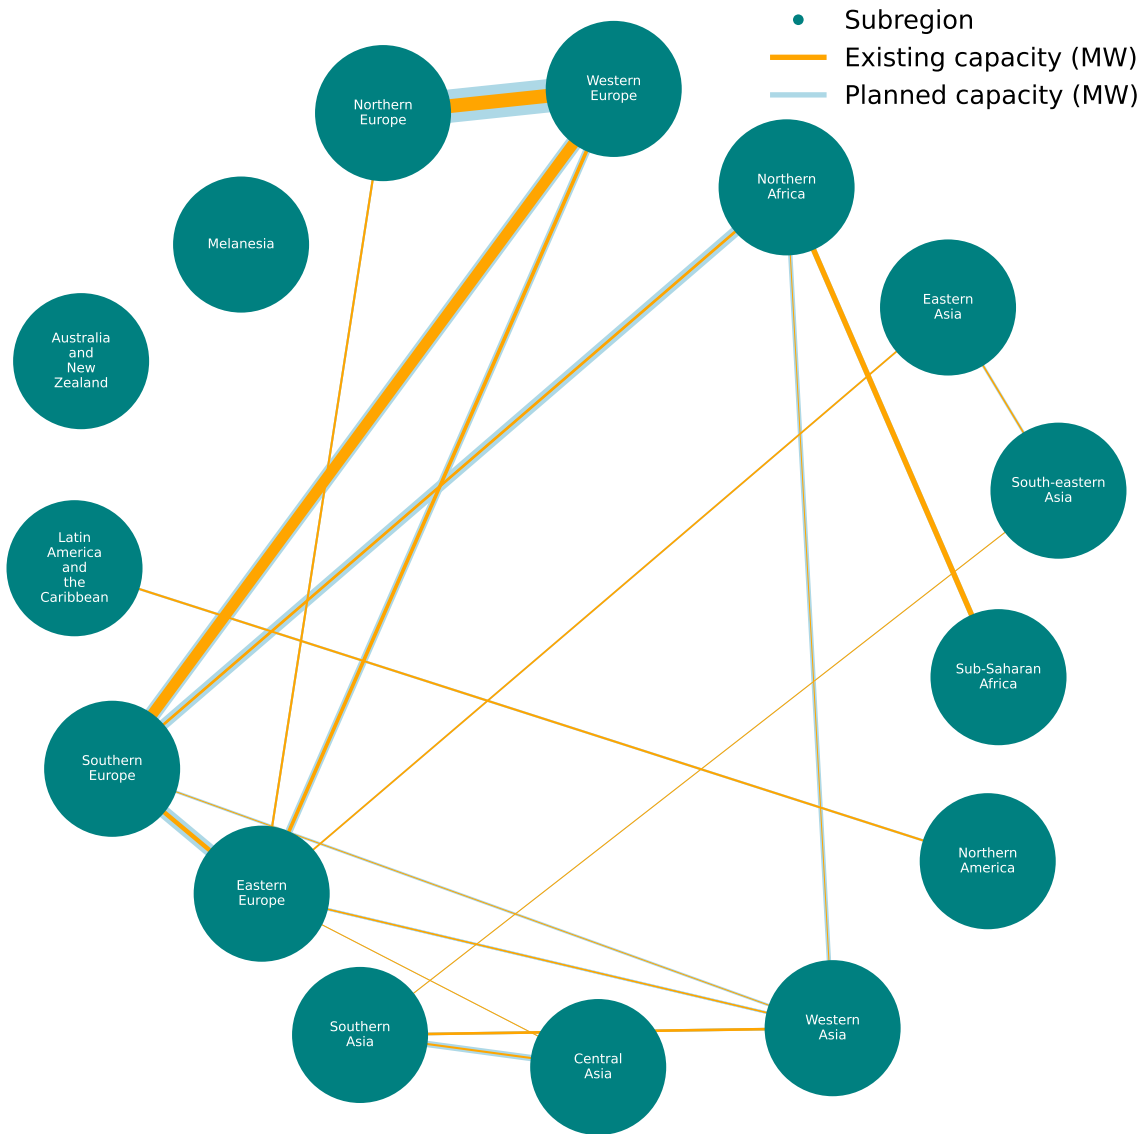 Subregion
Existing capacity (MW)
Planned capacity (MW)
Western
Europe
Northern
Europe
Northern
Africa
Melanesia
Eastern
Asia
Australia
and
New
Zealand
South-eastern
Asia
Latin
America
and
the
Caribbean
Sub-Saharan
Africa
Southern
Europe
Northern
America
Eastern
Europe
Southern
Asia
Western
Asia
Central
Asia